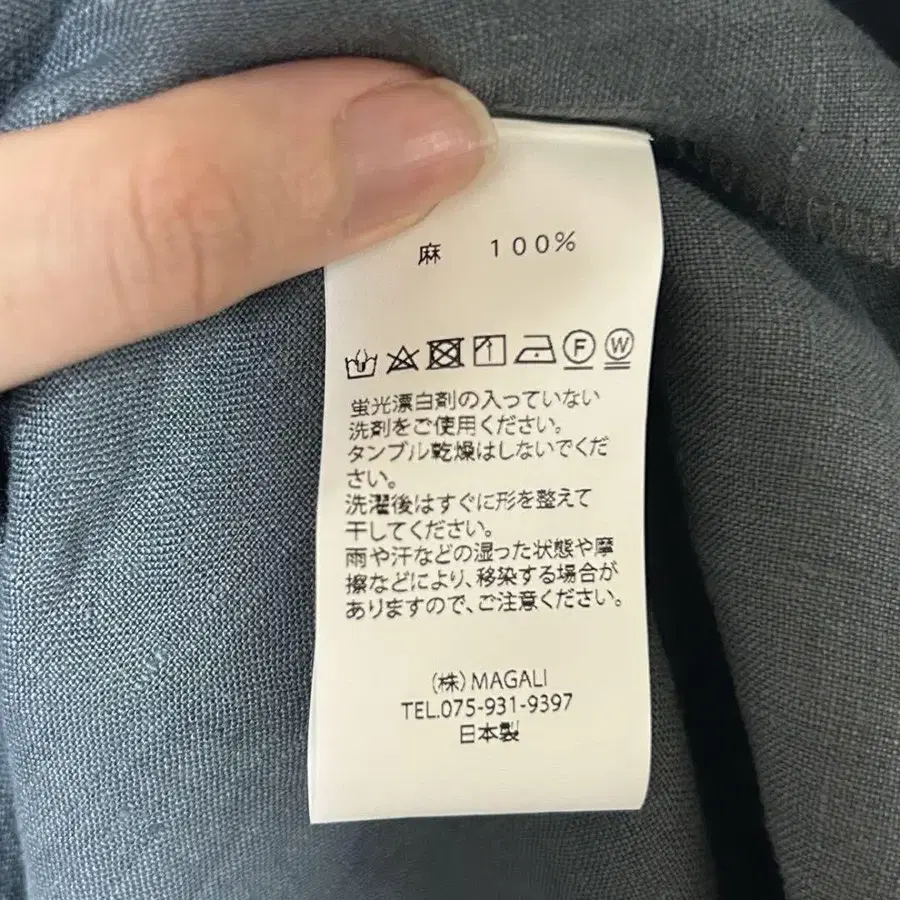 麻 100%
F W
蛍光漂白剤の入っていない
洗剤をご使用ください。
タンブル乾燥はしないでくだ
さい。
洗濯後はすぐに形を整えて
干してください。
雨や汗などの湿った状態や摩
擦などにより、移染する場合が
ありますので、ご注意ください。
(株)MAGALI
TEL.075-931-9397
日本製